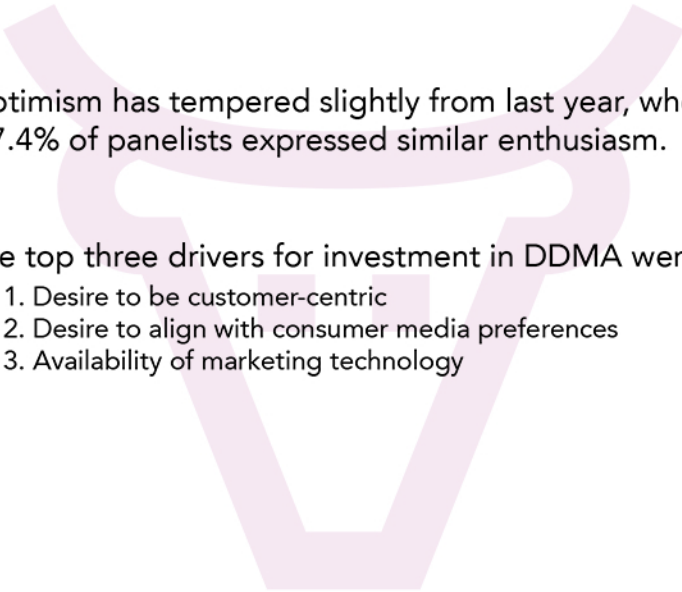 ptimism has tempered slightly from last year, wh
7.4% of panelists expressed similar enthusiasm.
e top three drivers for investment in DDMA wer
1. Desire to be customer-centric
2. Desire to align with consumer media preferences
3. Availability of marketing technology